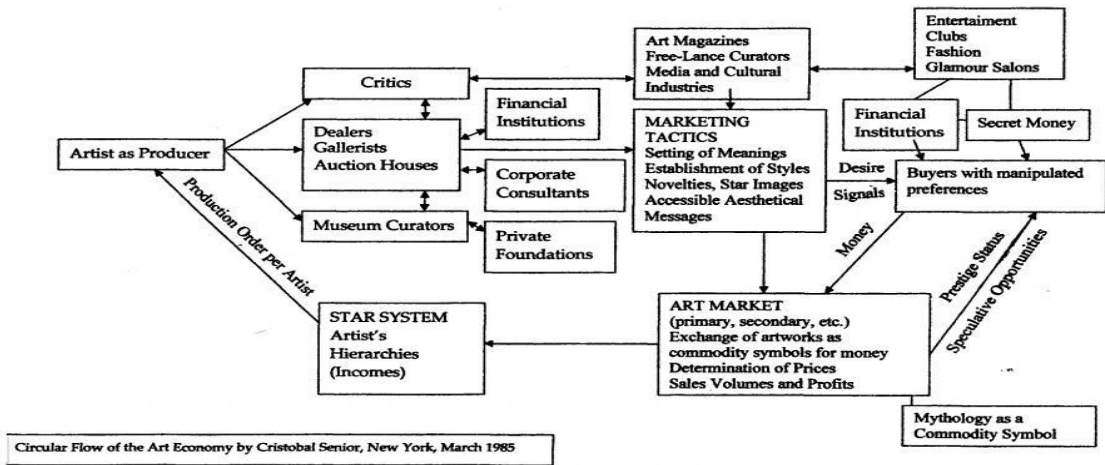 Entertaiment
Clubs
Fashion
Glamour Salons
Art Magazines
Free-Lance Curators
Media and Cultural
Industries
Critics
Financial
Institutions
Financial
Institutions
Secret Money
Dealers
Gallerists
Auction Houses
MARKETING
TACTICS
Setting of Meanings
Establishment of Styles
Novelties, Star Images
Accessible Aesthetical
Messages
Artist as Producer
Corporate
Consultants
Desire
Signals
Buyers with manipulated
preferences
Museum Curators
Private
Foundations
Production Order per Artist
Money
Prestige Status
Speculative Opportunities
STAR SYSTEM
Artist's
Hierarchies
(Incomes)
ART MARKET
(primary, secondary, etc.)
Exchange of artworks as
commodity symbols for money
Determination of Prices
Sales Volumes and Profits
Mythology as a
Commodity Symbol
Circular Flow of the Art Economy by Cristobal Senior, New York, March 1985